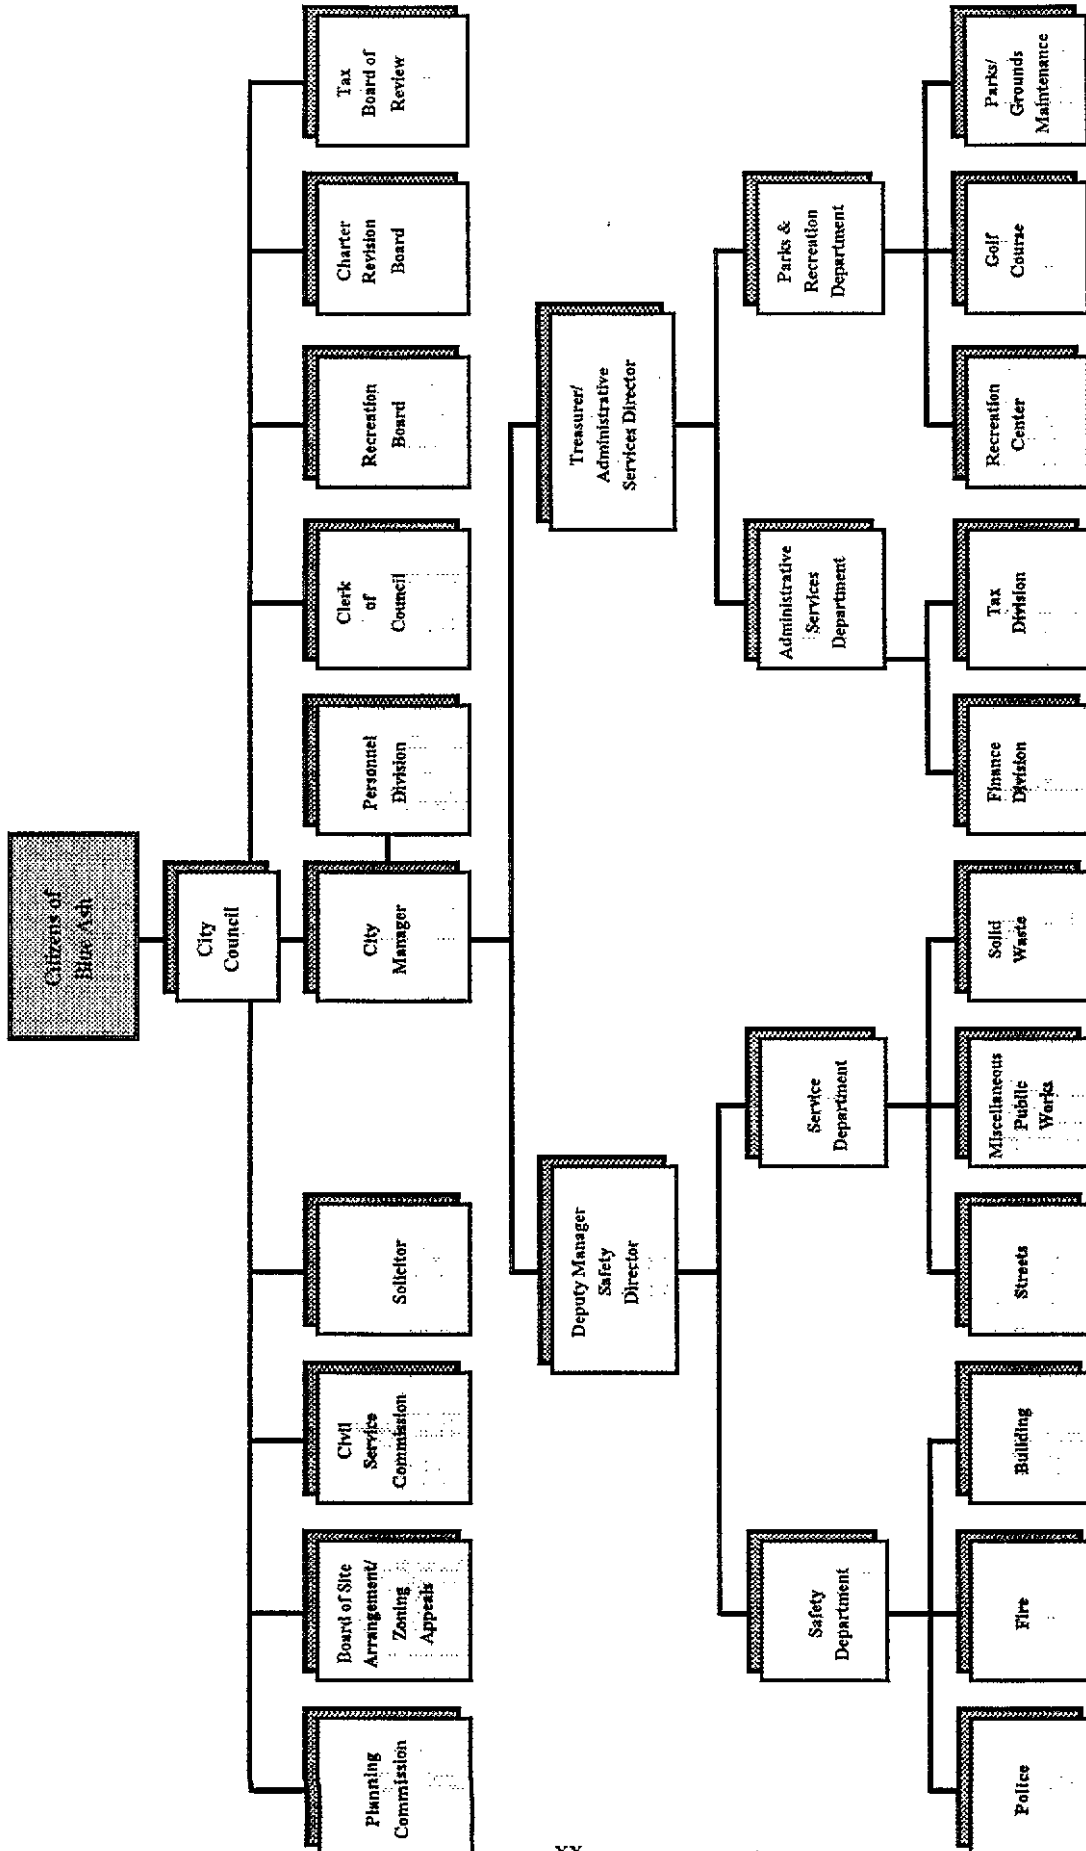 Citizens of
Blue Ash
City
Council
Planning
Commission
Board of Site
Arrangement/
Zoning
Appeals
Civil
Service
Commission
Solicitor
City
Manager
Personnel
Division
Clerk
of
Council
Recreation
Board
Charter
Revision
Board
Tax
Board of
Review
Deputy Manager
Safety
Director
Treasurer/
Administrative
Services Director
Safety
Department
Service
Department
Administrative
Services
Department
Parks &
Recreation
Department
Police
Fire
Building
Streets
Miscellaneous
Public
Works
Solid
Waste
Finance
Division
Tax
Division
Recreation
Center
Golf
Course
Parks/
Grounds
Maintenance
xx